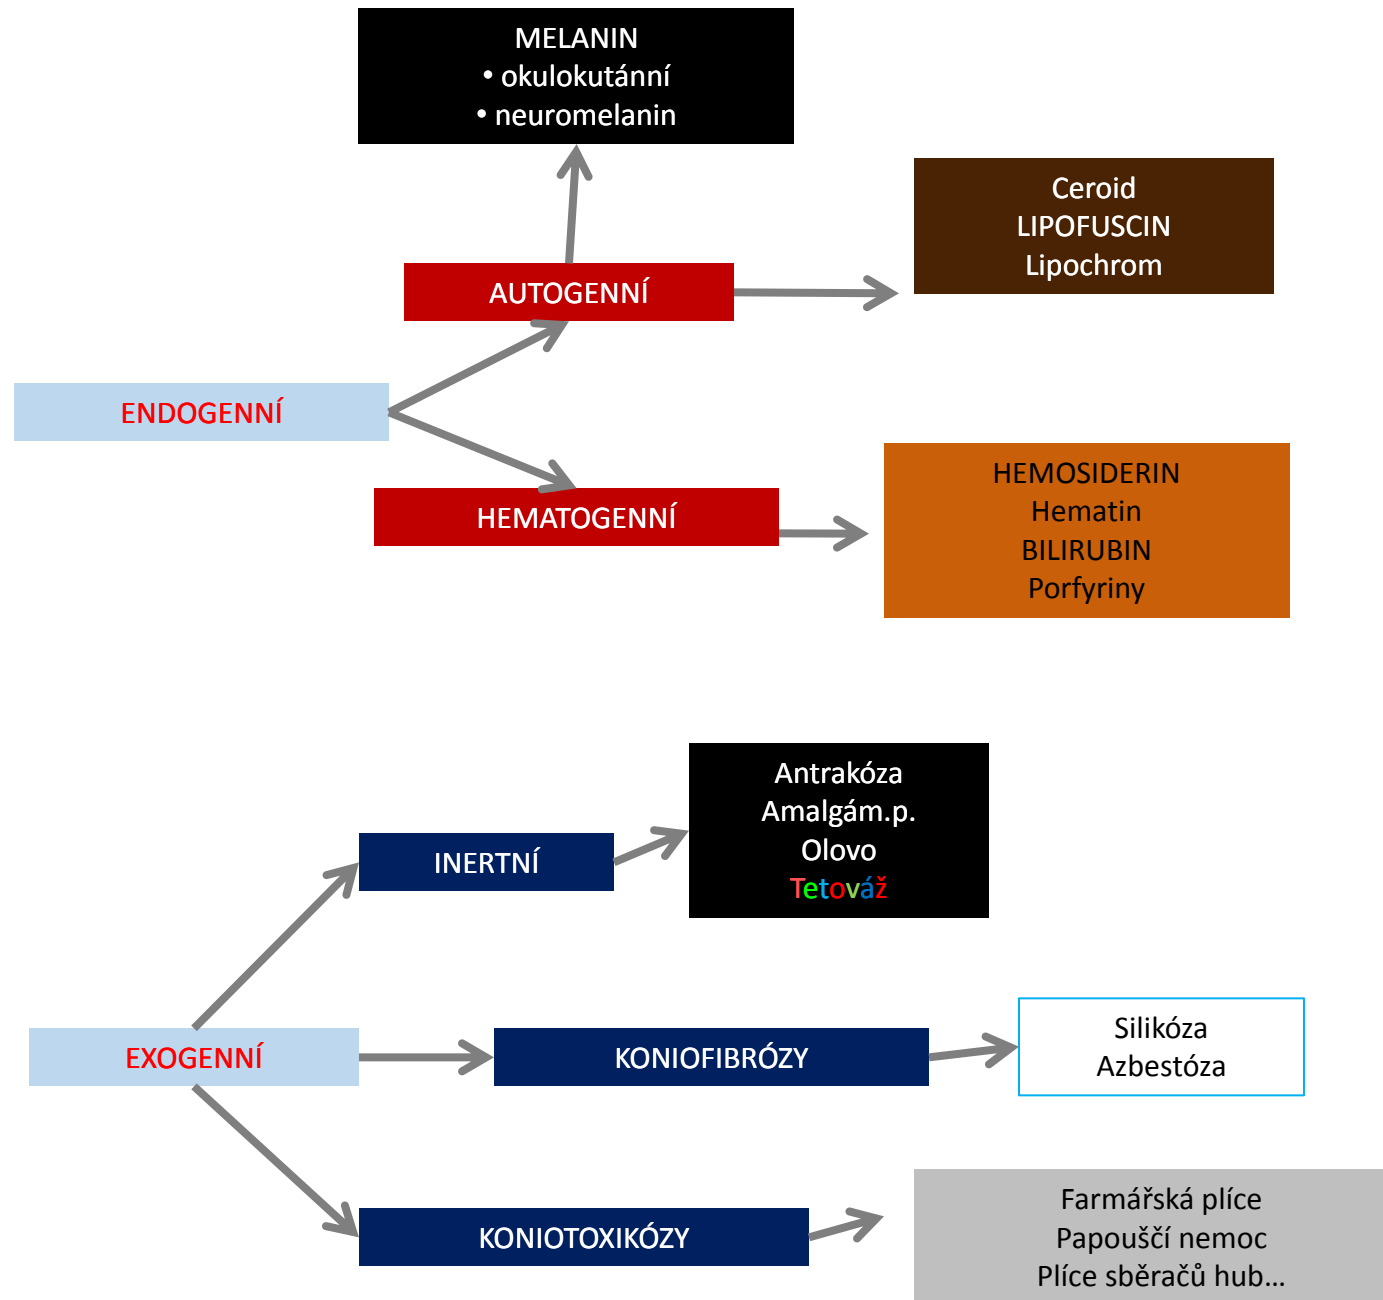 MELANIN
• okulokutánní
• neuromelanin
Ceroid
LIPOFUSCIN
Lipochrom
AUTOGENNÍ
ENDOGENNÍ
HEMOSIDERIN
Hematin
BILIRUBIN
Porfyriny
HEMATOGENNÍ
Antrakóza
Amalgám.p.
Olovo
Tetováž
INERTNÍ
EXOGENNÍ
KONIOFIBRÓZY
Silikóza
Azbestóza
KONIOTOXIKÓZY
Farmářská plíce
Papouščí nemoc
Plíce sběračů hub...